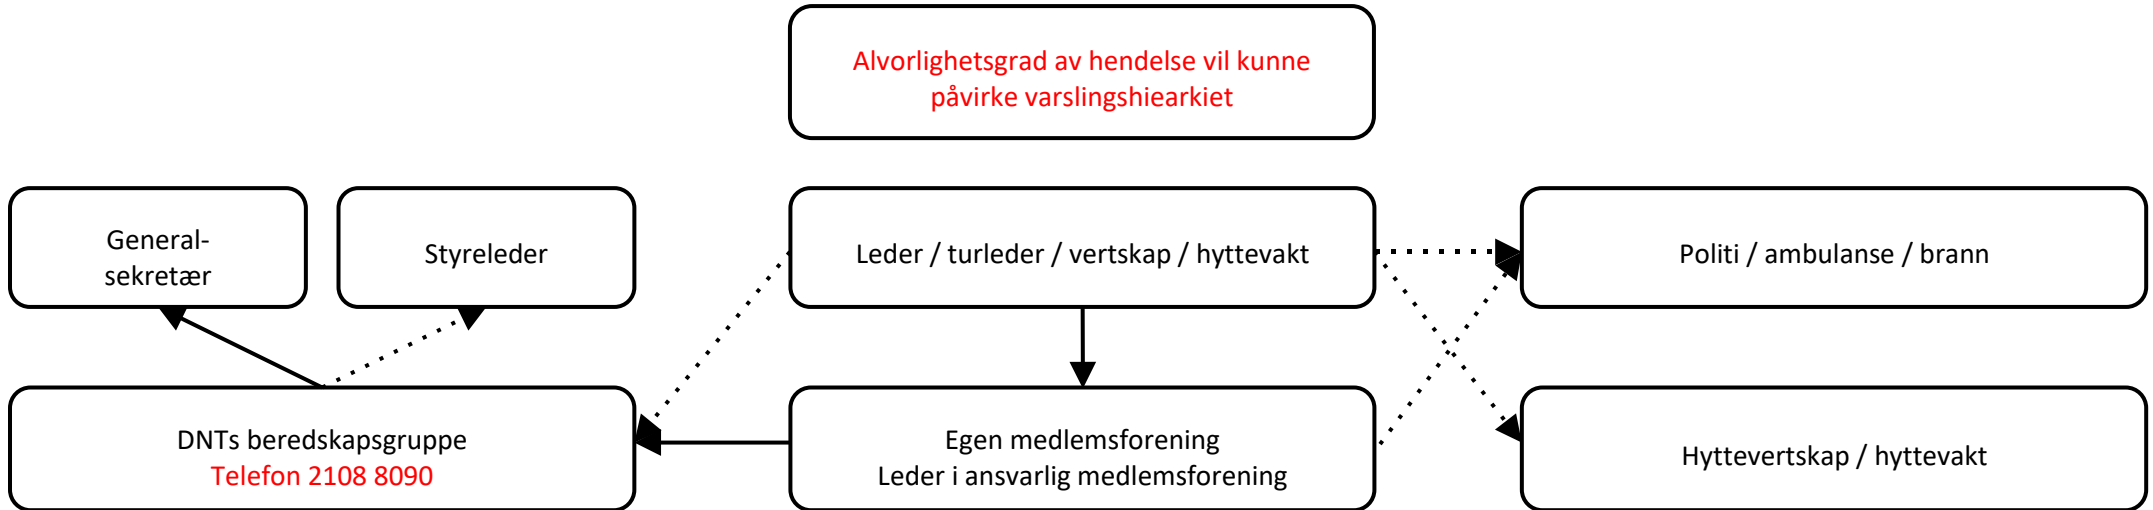 Alvorlighetsgrad av hendelse vil kunne
påvirke varslingshiearkiet
General-
sekretær
Styreleder
Leder / turleder / vertskap / hyttevakt
Politi / ambulanse / brann
DNTs beredskapsgruppe
Telefon 2108 8090
Egen medlemsforening
Leder i ansvarlig medlemsforening
Hyttevertskap / hyttevakt